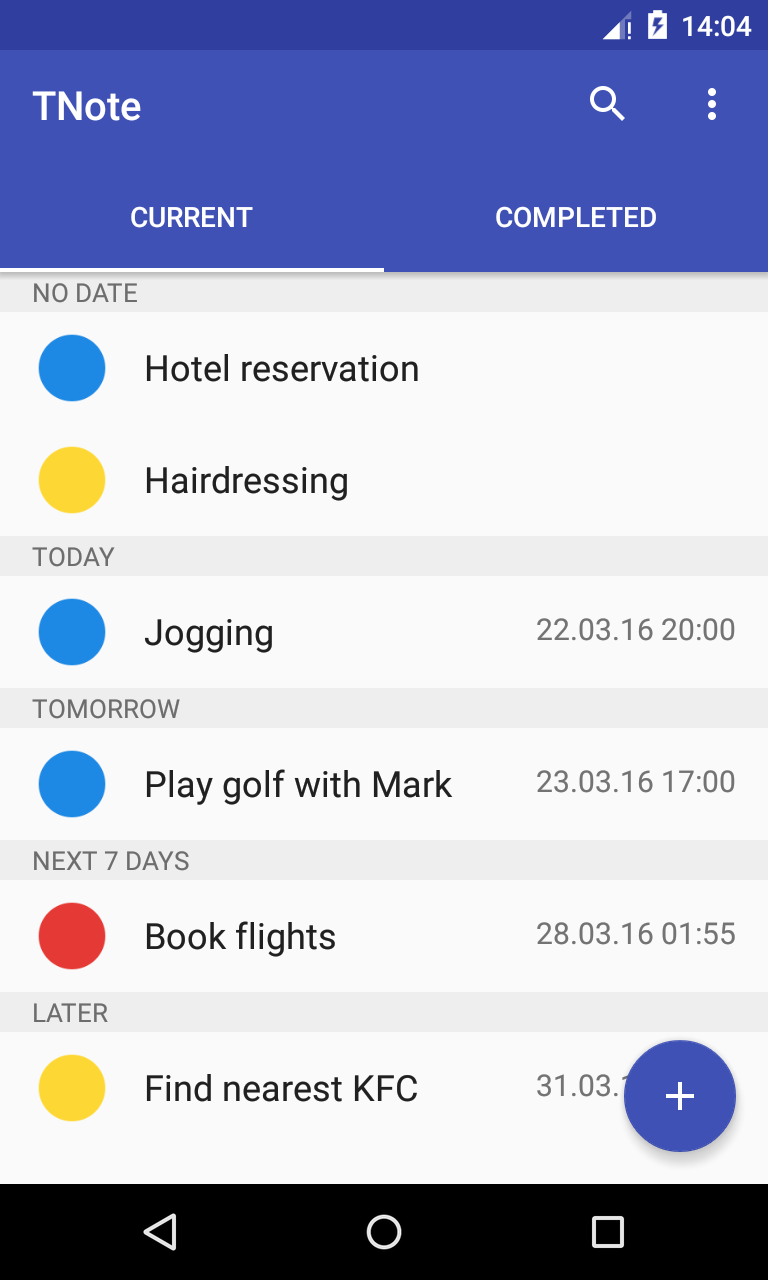 14:04
TNote
CURRENT COMPLETED
NO DATE
Hotel reservation
Hairdressing
TODAY
Jogging 22.03.16 20:00
TOMORROW
Play golf with Mark 23.03.16 17:00
NEXT 7 DAYS
Book flights 28.03.16 01:55
LATER
Find nearest KFC 31.03.